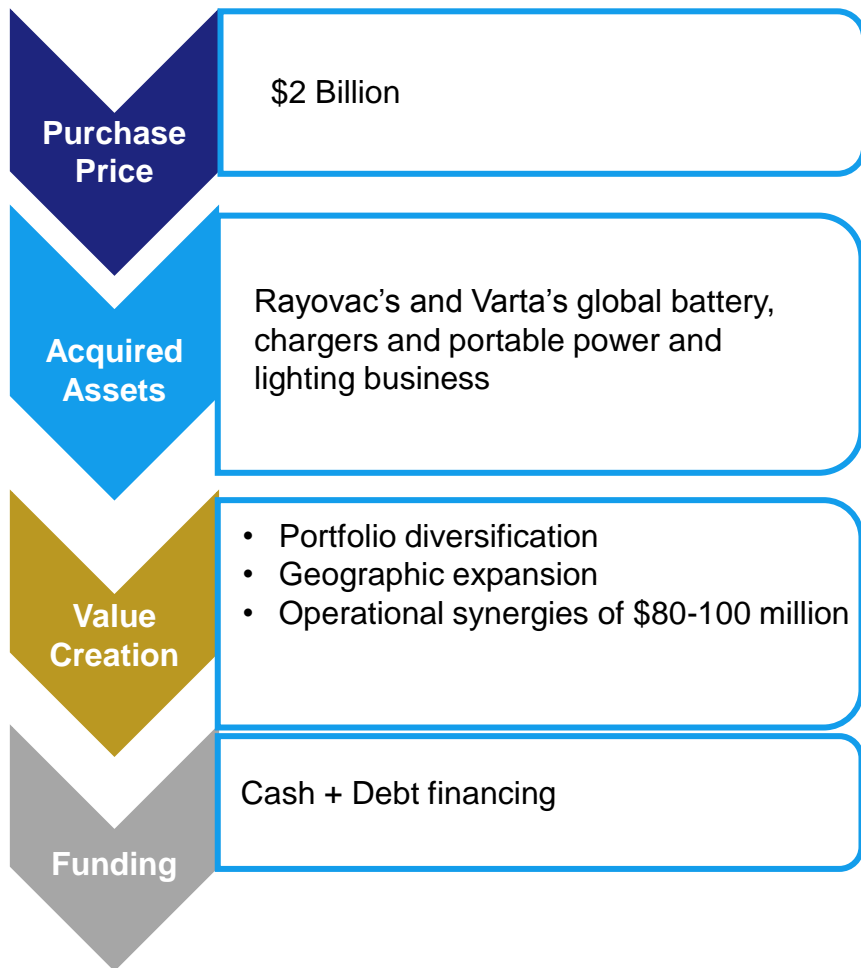 Purchase
Price
$2 Billion
Acquired
Assets
Rayovac’s and Varta’s global battery,
chargers and portable power and
lighting business
Value
Creation
• Portfolio diversification
• Geographic expansion
• Operational synergies of $80-100 million
Funding
Cash + Debt financing